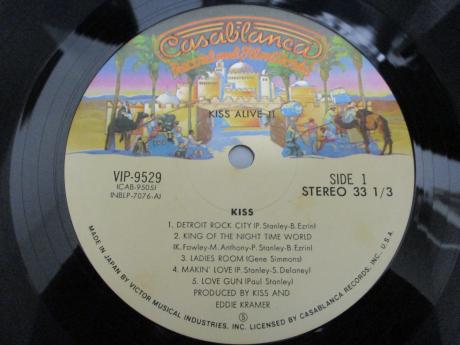 Casablanca
Record and FilmWorks
KISS ALIVE II
VIP-9529
(CAB-9505)
(NBLP-7076-A)
SIDE 1
STEREO 33 1/3
KISS
1. DETROIT ROCK CITY (P. Stanley-B.Ezrin)
2. KING OF THE NIGHT TIME WORLD
(K. Fowley-M. Anthony-P. Stanley-B.Ezrin)
3. LADIES ROOM (Gene Simmons)
4. MAKIN' LOVE (P. Stanley-S.Delaney)
5. LOVE GUN (Paul Stanley)
PRODUCED BY KISS AND
EDDIE KRAMER
S
MADE IN JAPAN BY VICTOR MUSICAL INDUSTRIES, INC. LICENSED BY CASABLANCA RECORDS, INC. U.S.A.